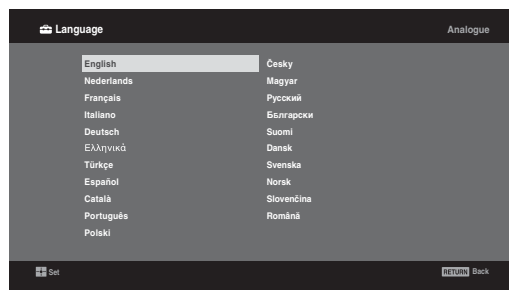 Language
Analogue
English
Nederlands
Français
Italiano
Deutsch
Ελληνικά
Türkçe
Español
Català
Português
Polski
Česky
Magyar
Русский
Български
Suomi
Dansk
Svenska
Norsk
Slovenčina
Română
Set
RETURN Back